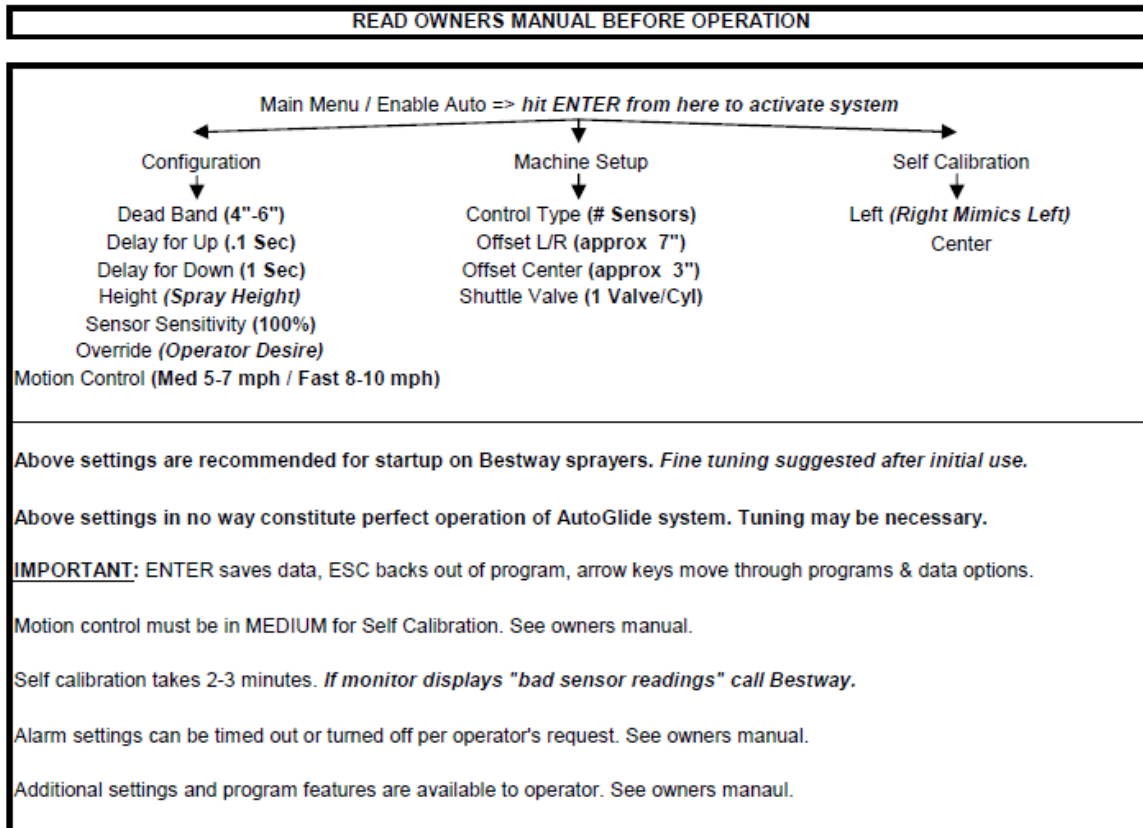 READ OWNERS MANUAL BEFORE OPERATION
Main Menu / Enable Auto => hit ENTER from here to activate system
Configuration
Dead Band (4"-6")
Delay for Up (.1 Sec)
Delay for Down (1 Sec)
Height (Spray Height)
Sensor Sensitivity (100%)
Override (Operator Desire)
Motion Control (Med 5-7 mph / Fast 8-10 mph)
Machine Setup
Control Type (# Sensors)
Offset L/R (approx 7")
Offset Center (approx 3")
Shuttle Valve (1 Valve/Cyl)
Self Calibration
Left (Right Mimics Left)
Center
Above settings are recommended for startup on Bestway sprayers. Fine tuning suggested after initial use.
Above settings in no way constitute perfect operation of AutoGlide system. Tuning may be necessary.
IMPORTANT: ENTER saves data, ESC backs out of program, arrow keys move through programs & data options.
Motion control must be in MEDIUM for Self Calibration. See owners manual.
Self calibration takes 2-3 minutes. If monitor displays "bad sensor readings" call Bestway.
Alarm settings can be timed out or turned off per operator's request. See owners manual.
Additional settings and program features are available to operator. See owners manaul.